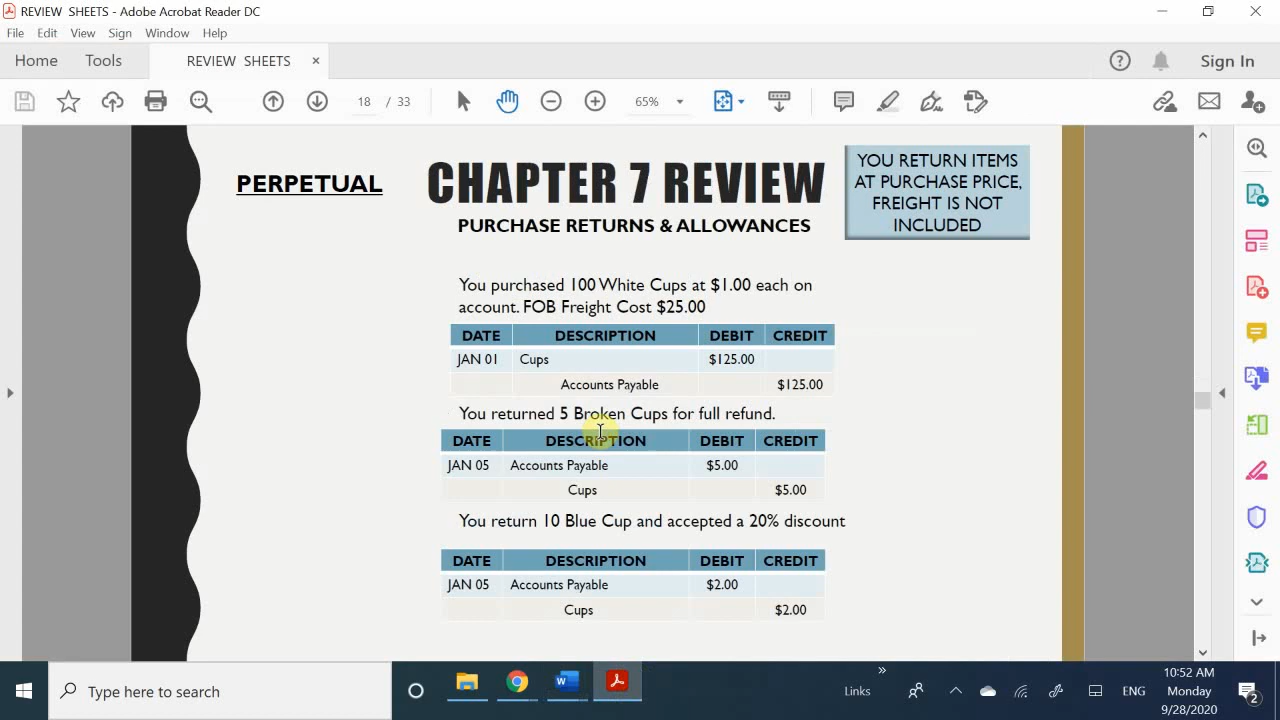 REVIEW SHEETS - Adobe Acrobat Reader DC
File Edit View Sign Window Help
Home Tools REVIEW SHEETS × Sign In
18 / 33 65%
PERPETUAL
CHAPTER 7 REVIEW
PURCHASE RETURNS & ALLOWANCES
YOU RETURN ITEMS
AT PURCHASE PRICE,
FREIGHT IS NOT
INCLUDED
You purchased 100 White Cups at $1.00 each on
account. FOB Freight Cost $25.00
DATE DESCRIPTION DEBIT CREDIT
JAN 01 Cups $125.00
Accounts Payable $125.00
You returned 5 Broken Cups for full refund.
DATE DESCRIPTION DEBIT CREDIT
JAN 05 Accounts Payable $5.00
Cups $5.00
You return 10 Blue Cup and accepted a 20% discount
DATE DESCRIPTION DEBIT CREDIT
JAN 05 Accounts Payable $2.00
Cups $2.00
Type here to search
Links
ENG
10:52 AM
Monday
9/28/2020
2